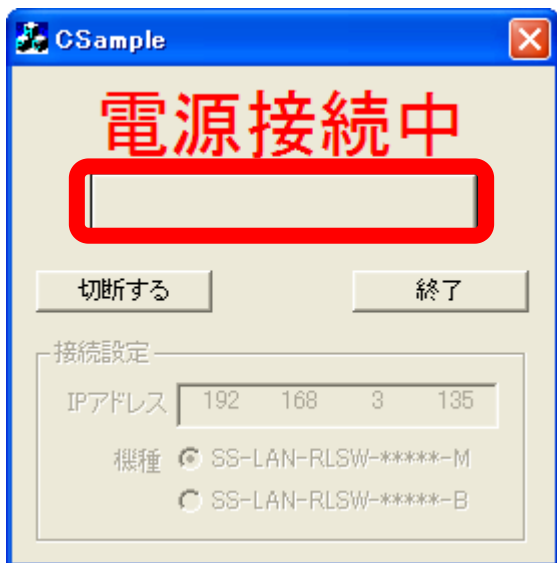 CSample
電源接続中
切断する 終了
接続設定
IPアドレス 192 168 3 135
機種 SS-LAN-RLSW-*****-M
SS-LAN-RLSW-*****-B